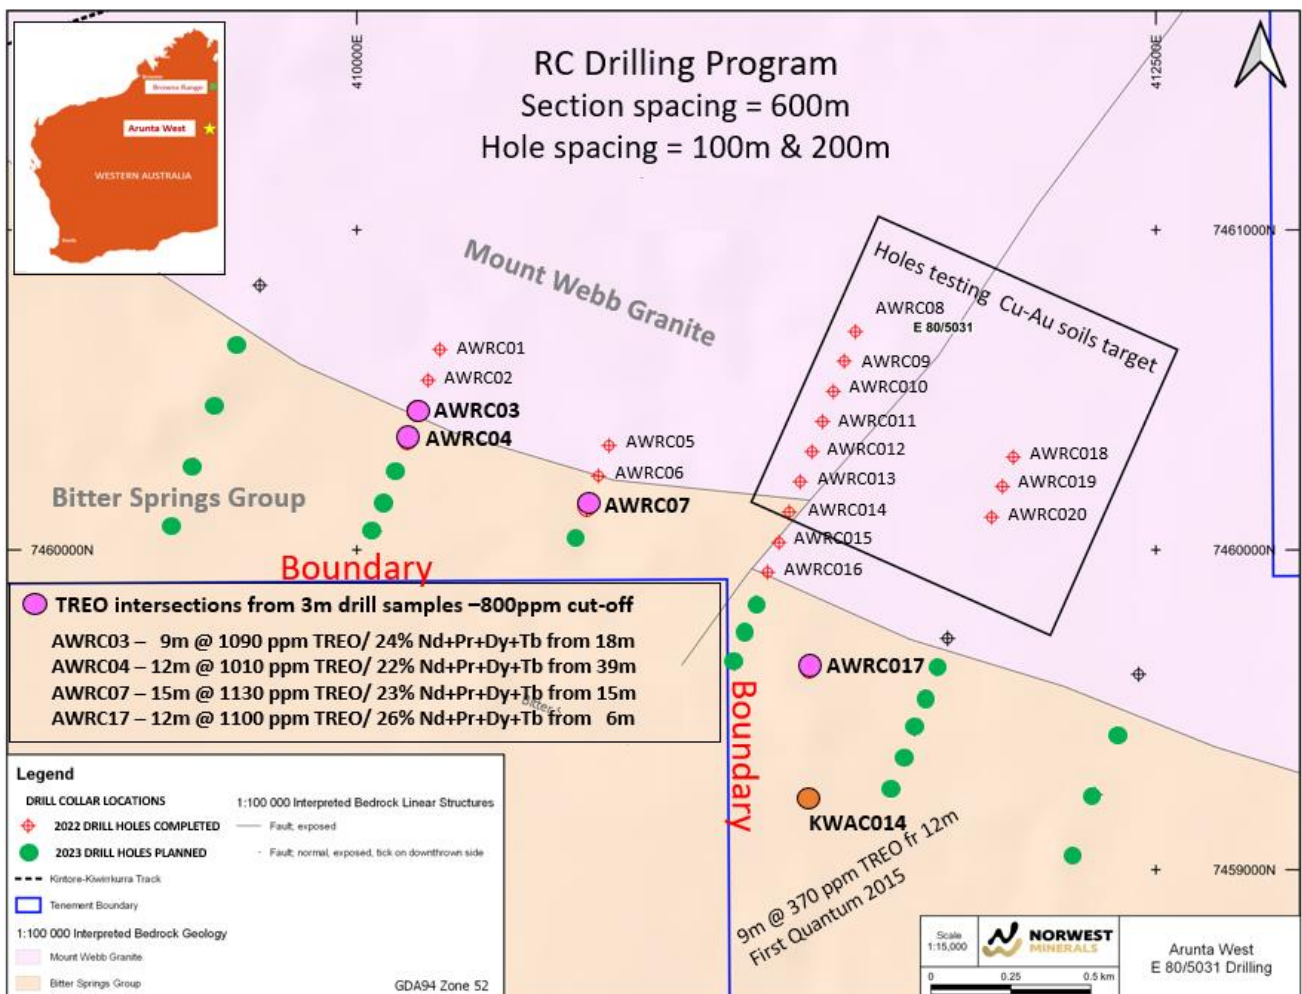 RC Drilling Program
Section spacing = 600m
Hole spacing = 100m & 200m
410000E
412500E
Browns Range
Arunta West
WESTERN AUSTRALIA
7461000N
Mount Webb Granite
Holes testing Cu-Au soils target
AWRC08
E 80/5031
AWRC01
AWRC09
AWRC02
AWRC010
AWRC03
AWRC011
AWRC04
AWRC05
AWRC012
AWRC018
AWRC06
AWRC013
AWRC019
Bitter Springs Group
AWRC07
AWRC014
AWRC020
7460000N
AWRC015
Boundary
AWRC016
TREO intersections from 3m drill samples –800ppm cut-off
AWRC03 – 9m @ 1090 ppm TREO/ 24% Nd+Pr+Dy+Tb from 18m
AWRC04 – 12m @ 1010 ppm TREO/ 22% Nd+Pr+Dy+Tb from 39m
AWRC07 – 15m @ 1130 ppm TREO/ 23% Nd+Pr+Dy+Tb from 15m
AWRC17 – 12m @ 1100 ppm TREO/ 26% Nd+Pr+Dy+Tb from 6m
AWRC017
Boundary
KWAC014
9m @ 370 ppm TREO fr 12m
First Quantum 2015
7459000N
Legend
DRILL COLLAR LOCATIONS
2022 DRILL HOLES COMPLETED
2023 DRILL HOLES PLANNED
Kintore-Kiwirrkurra Track
Tenement Boundary
1:100 000 Interpreted Bedrock Linear Structures
Fault, exposed
Fault, normal, exposed, tick on downthrown side
1:100 000 Interpreted Bedrock Geology
Mount Webb Granite
Bitter Springs Group
GDA94 Zone 52
Scale
1:15,000
NORWEST
MINERALS
0 0.25 0.5 km
Arunta West
E 80/5031 Drilling